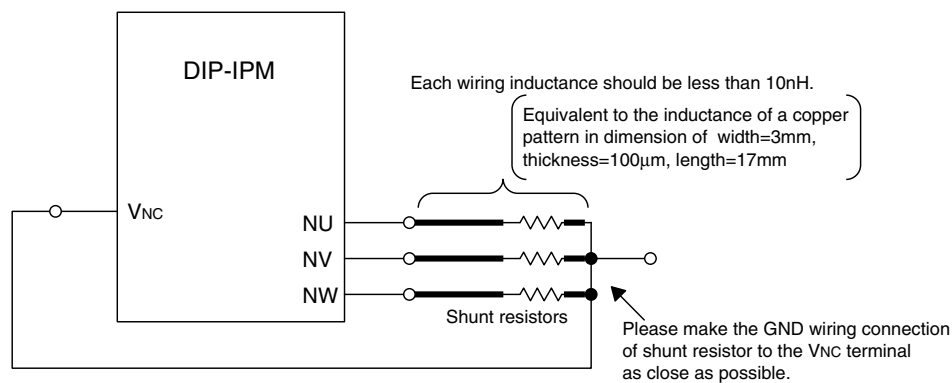 DIP-IPM
Each wiring inductance should be less than 10nH.
Equivalent to the inductance of a copper
pattern in dimension of width=3mm,
thickness=100μm, length=17mm
VNC
NU
NV
NW
Shunt resistors
Please make the GND wiring connection
of shunt resistor to the VNC terminal
as close as possible.